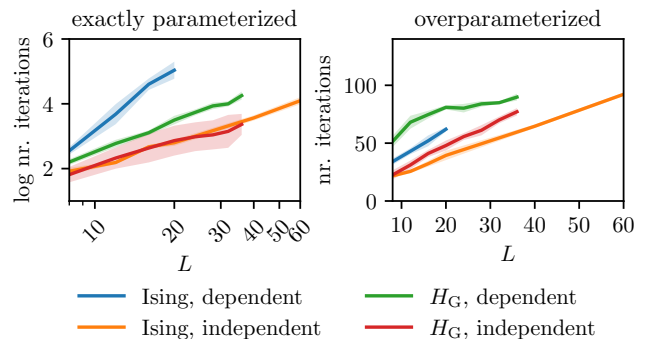 exactly parameterized
overparameterized
log nr. iterations
6
4
2
10
20
30
40
50
60
L
nr. iterations
100
50
0
10
20
30
40
50
60
L
Ising, dependent
Ising, independent
H_G, dependent
H_G, independent